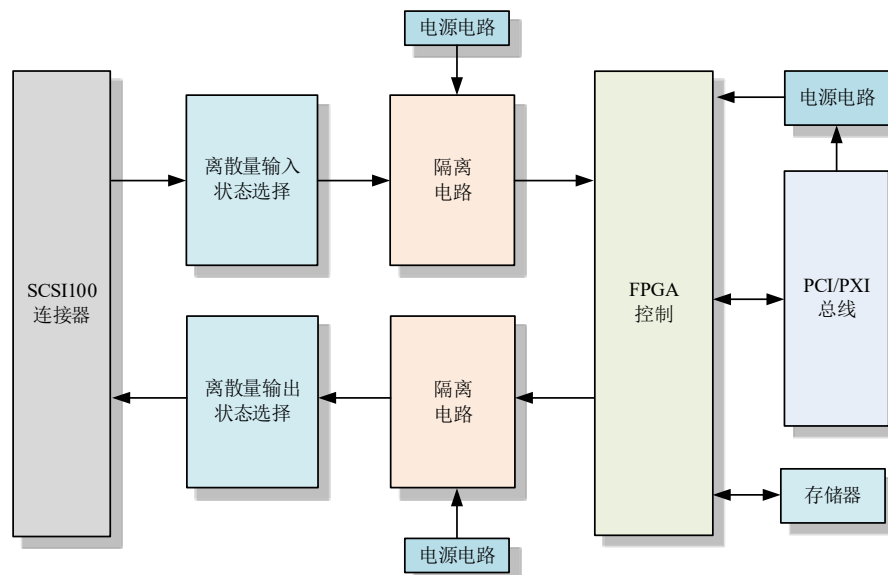 电源电路
电源电路
离散量输入
状态选择
隔离
电路
SCSI100
连接器
FPGA
控制
PCI/PXI
总线
离散量输出
状态选择
隔离
电路
存储器
电源电路